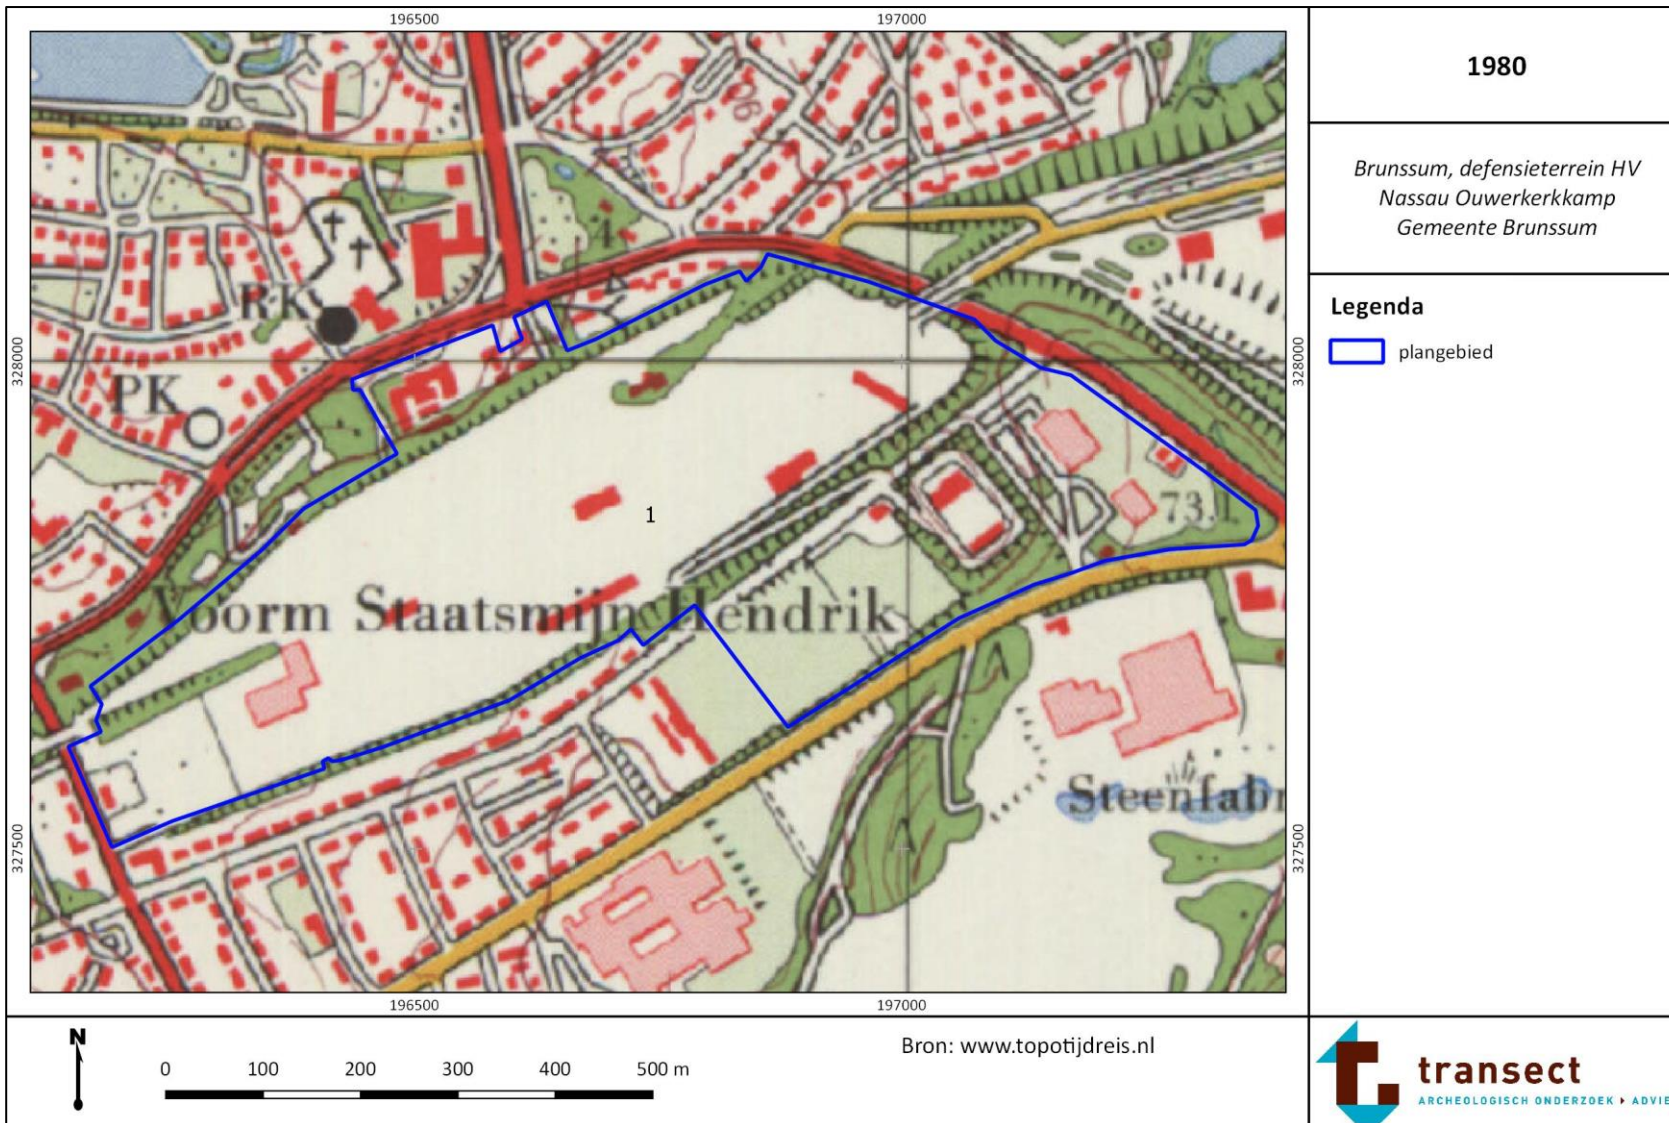 196500
197000
1980
Brunssum, defensieterrein HV
Nassau Ouwerkerkkamp
Gemeente Brunssum
Legenda
plangebied
90
4
RK
328000
328000
PK
1
73.1
Voorm Staatsmijn Hendrik
Steenfabr
327500
327500
196500
197000
N
0 100 200 300 400 500 m
Bron: www.topotijdreis.nl
transect
ARCHEOLOGISCH ONDERZOEK ▸ ADVIE